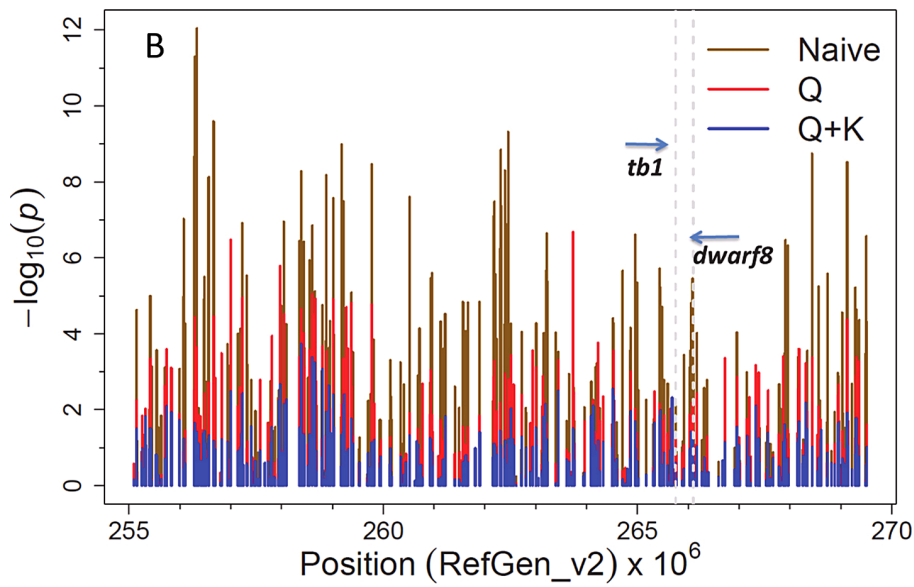 B
Naive
Q
Q+K
tb1
dwarf8
12
10
8
6
4
2
0
−log10(p)
255
260
265
270
Position (RefGen_v2) x 10^6